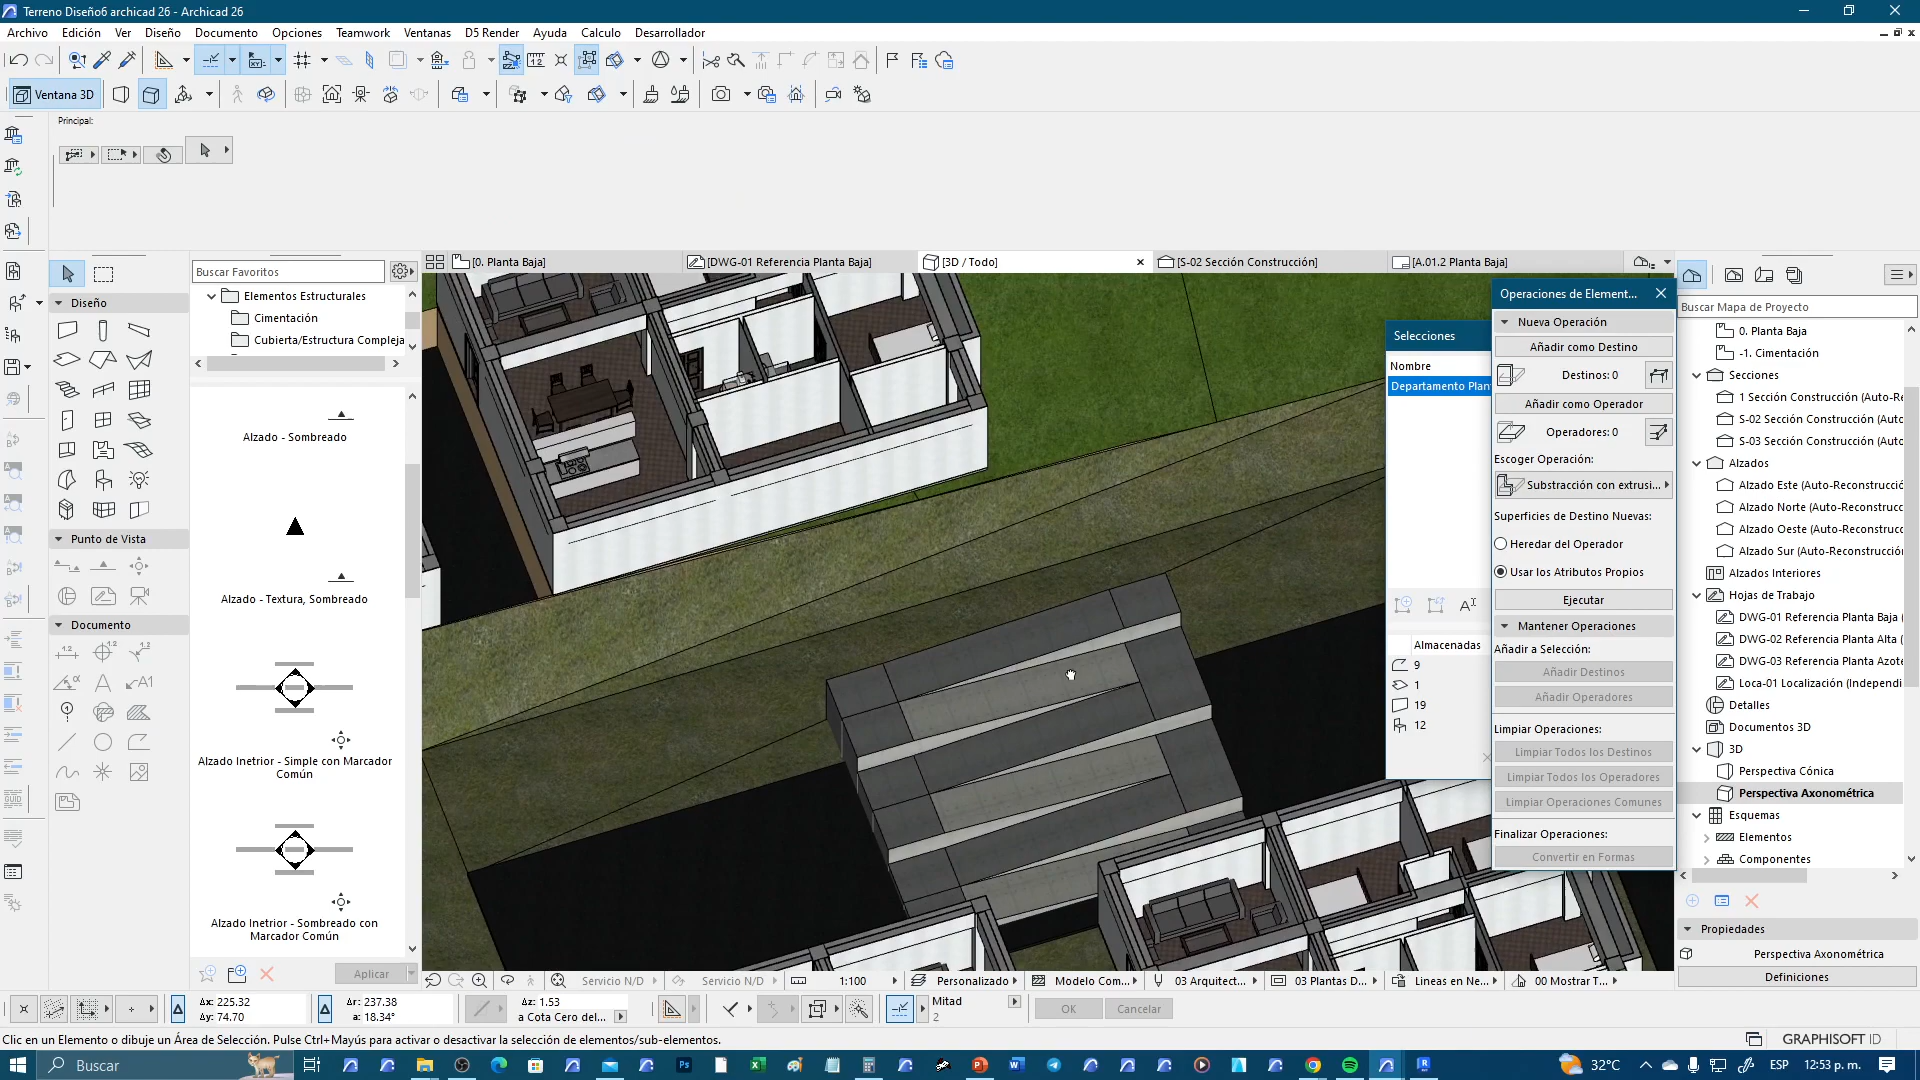 Terreno Diseño6 archicad 26 - Archicad 26
Archivo Edición Ver Diseño Documento Opciones Teamwork Ventanas D5 Render Ayuda Calculo Desarrollador
Ventana 3D
Principal:
[0. Planta Baja]
[DWG-01 Referencia Planta Baja]
[3D / Todo]
[S-02 Sección Construcción]
[A.01.2 Planta Baja]
Diseño
Punto de Vista
Documento
Buscar Favoritos
Elementos Estructurales
Cimentación
Cubierta/Estructura Compleja
Alzado - Sombreado
Alzado - Textura, Sombreado
Alzado Inetrior - Simple con Marcador
Común
Alzado Inetrior - Sombreado con
Marcador Común
Aplicar
Selecciones
Nombre
Departamento Plan
Almacenadas
9
1
19
12
Operaciones de Element...
Nueva Operación
Añadir como Destino
Destinos: 0
Añadir como Operador
Operadores: 0
Escoger Operación:
Substracción con extrusi...
Superficies de Destino Nuevas:
Heredar del Operador
Usar los Atributos Propios
Ejecutar
Mantener Operaciones
Añadir a Selección:
Añadir Destinos
Añadir Operadores
Limpiar Operaciones:
Limpiar Todos los Destinos
Limpiar Todos los Operadores
Limpiar Operaciones Comunes
Finalizar Operaciones:
Convertir en Formas
Buscar Mapa de Proyecto
0. Planta Baja
-1. Cimentación
Secciones
1 Sección Construcción (Auto-Re
S-02 Sección Construcción (Auto
S-03 Sección Construcción (Auto
Alzados
Alzado Este (Auto-Reconstrucció
Alzado Norte (Auto-Reconstrucc
Alzado Oeste (Auto-Reconstrucc
Alzado Sur (Auto-Reconstrucción
Alzados Interiores
Hojas de Trabajo
DWG-01 Referencia Planta Baja (
DWG-02 Referencia Planta Alta (
DWG-03 Referencia Planta Azote
Loca-01 Localización (Independi
Detalles
Documentos 3D
3D
Perspectiva Cónica
Perspectiva Axonométrica
Esquemas
Elementos
Componentes
Propiedades
Perspectiva Axonométrica
Definiciones
Servicio N/D
Servicio N/D
1:100
Personalizado
Modelo Com...
03 Arquitect...
03 Plantas D...
Lineas en Ne...
00 Mostrar T...
Δx: 225.32
Δy: 74.70
Δr: 237.38
a: 18.34°
Δz: 1.53
a Cota Cero del...
Mitad
2
OK
Cancelar
Clic en un Elemento o dibuje un Área de Selección. Pulse Ctrl+Mayús para activar o desactivar la selección de elementos/sub-elementos.
GRAPHISOFT ID
Buscar
32°C
ESP
12:53 p. m.